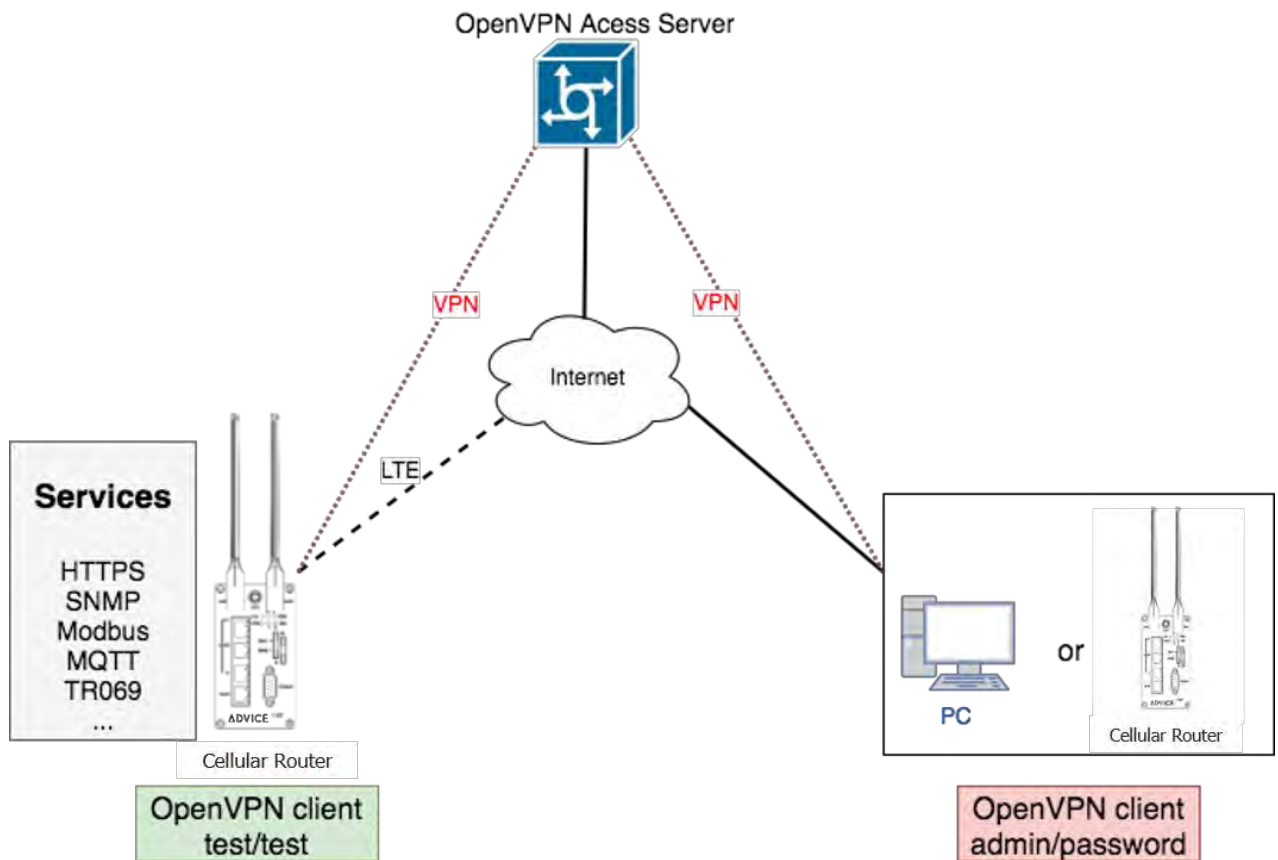 OpenVPN Acess Server
VPN
VPN
Internet
LTE
Services
HTTPS
SNMP
Modbus
MQTT
TR069
...
ADVICE
Cellular Router
OpenVPN client
test/test
PC
or
ADVICE
Cellular Router
OpenVPN client
admin/password